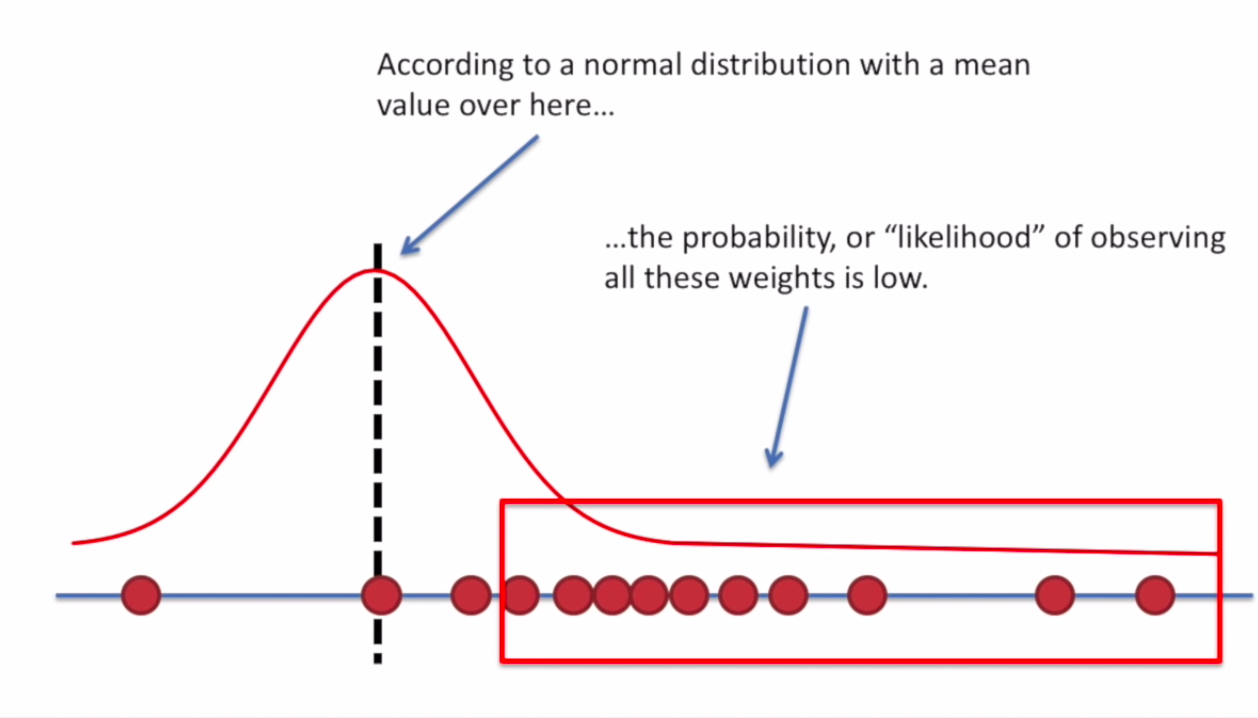 According to a normal distribution with a mean
value over here...
...the probability, or “likelihood” of observing
all these weights is low.